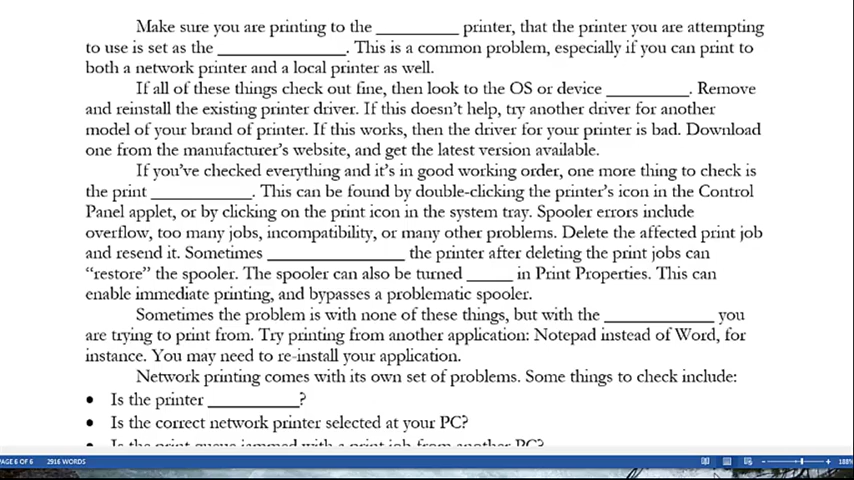 Make sure you are printing to the __________ printer, that the printer you are attempting
to use is set as the ________________. This is a common problem, especially if you can print to
both a network printer and a local printer as well.
If all of these things check out fine, then look to the OS or device __________. Remove
and reinstall the existing printer driver. If this doesn't help, try another driver for another
model of your brand of printer. If this works, then the driver for your printer is bad. Download
one from the manufacturer's website, and get the latest version available.
If you've checked everything and it's in good working order, one more thing to check is
the print ____________. This can be found by double-clicking the printer's icon in the Control
Panel applet, or by clicking on the print icon in the system tray. Spooler errors include
overflow, too many jobs, incompatibility, or many other problems. Delete the affected print job
and resend it. Sometimes _________________ the printer after deleting the print jobs can
"restore" the spooler. The spooler can also be turned _____ in Print Properties. This can
enable immediate printing, and bypasses a problematic spooler.
Sometimes the problem is with none of these things, but with the _____________ you
are trying to print from. Try printing from another application: Notepad instead of Word, for
instance. You may need to re-install your application.
Network printing comes with its own set of problems. Some things to check include:
• Is the printer ___________?
• Is the correct network printer selected at your PC?
• Is the print queue jammed with a print job from another PC?
PAGE 6 OF 6 2916 WORDS 188%